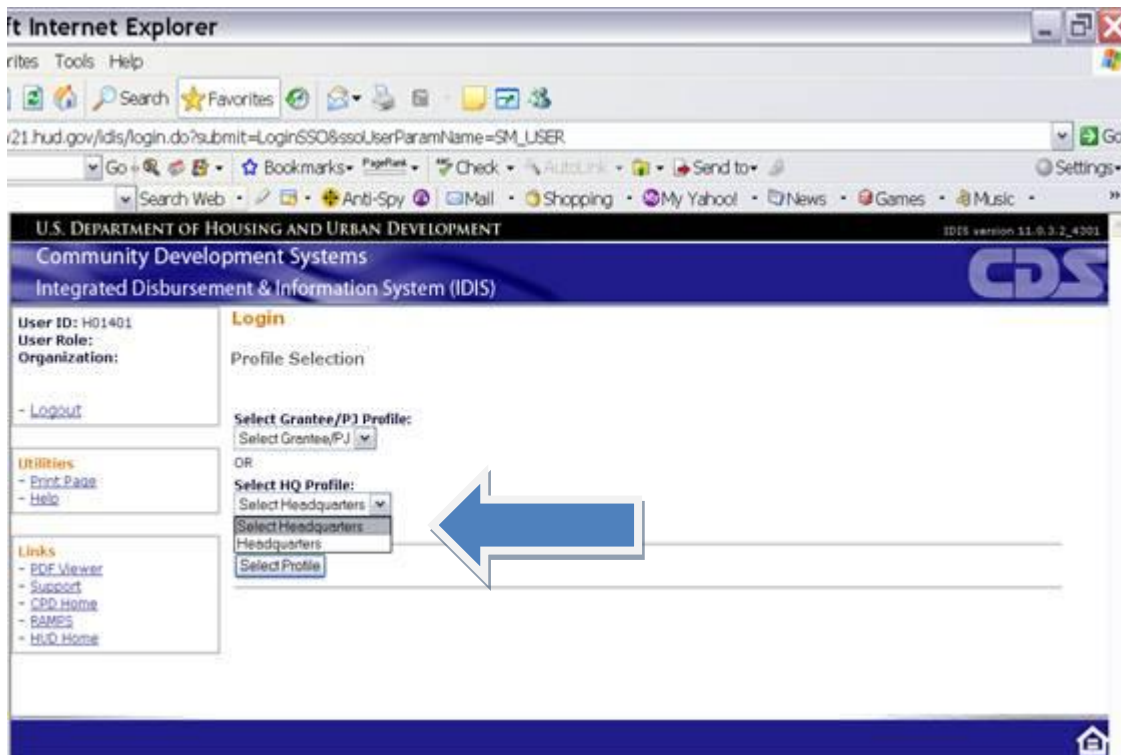 ft Internet Explorer
rites Tools Help
Search Favorites
21.hud.gov/idis/login.do?submit=LoginSSO&ssoUserParamName=SM_USER Go
Go Bookmarks PageRank Check AutoLink Send to Settings
Search Web Anti-Spy Mail Shopping My Yahoo! News Games Music
U.S. DEPARTMENT OF HOUSING AND URBAN DEVELOPMENT IDIS version 11.0.3.2_4301
Community Development Systems
CDS
Integrated Disbursement & Information System (IDIS)
User ID: H01401
User Role:
Organization:
- Logout
Utilities
- Print Page
- Help
Links
- PDF Viewer
- Support
- CPD Home
- RAMPS
- HUD Home
Login
Profile Selection
Select Grantee/PJ Profile:
Select Grantee/PJ
OR
Select HQ Profile:
Select Headquarters
Select Headquarters
Headquarters
Select Profile